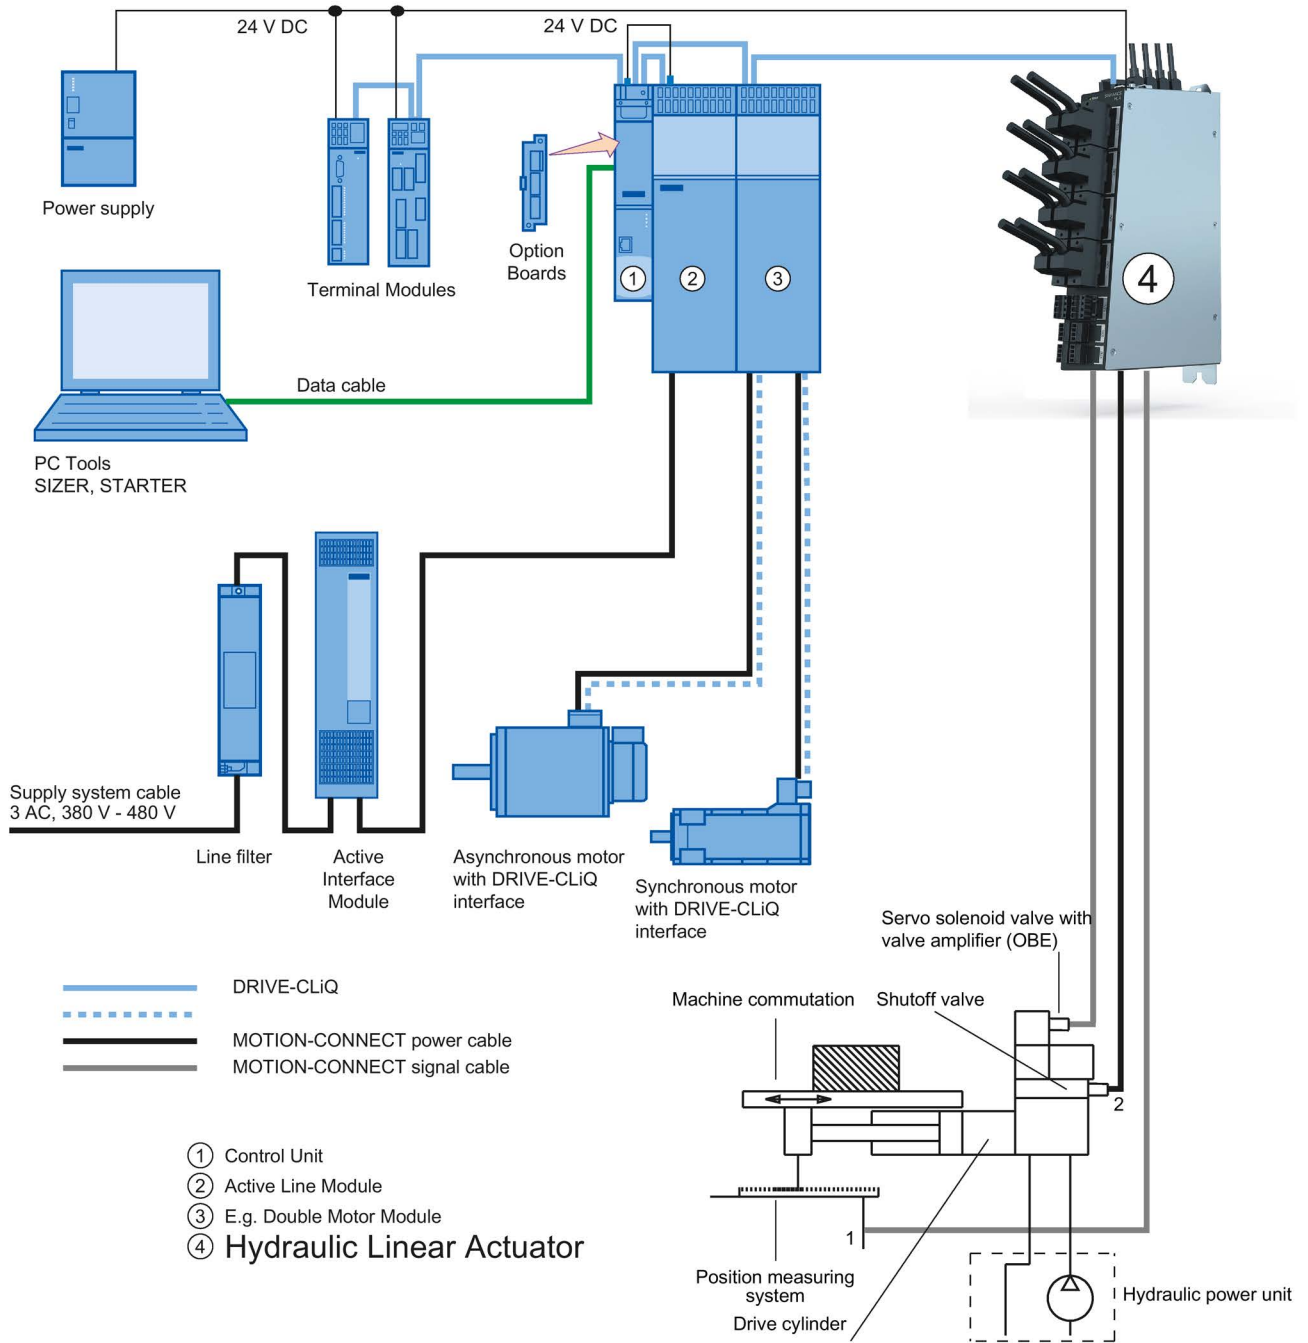 24 V DC
24 V DC
Power supply
Terminal Modules
Option
Boards
1
2
3
4
Data cable
PC Tools
SIZER, STARTER
Supply system cable
3 AC, 380 V - 480 V
Line filter
Active
Interface
Module
Asynchronous motor
with DRIVE-CLiQ
interface
Synchronous motor
with DRIVE-CLiQ
interface
Servo solenoid valve with
valve amplifier (OBE)
DRIVE-CLiQ
MOTION-CONNECT power cable
MOTION-CONNECT signal cable
Machine commutation
Shutoff valve
2
1
1 Control Unit
2 Active Line Module
3 E.g. Double Motor Module
4 Hydraulic Linear Actuator
Position measuring
system
Drive cylinder
Hydraulic power unit